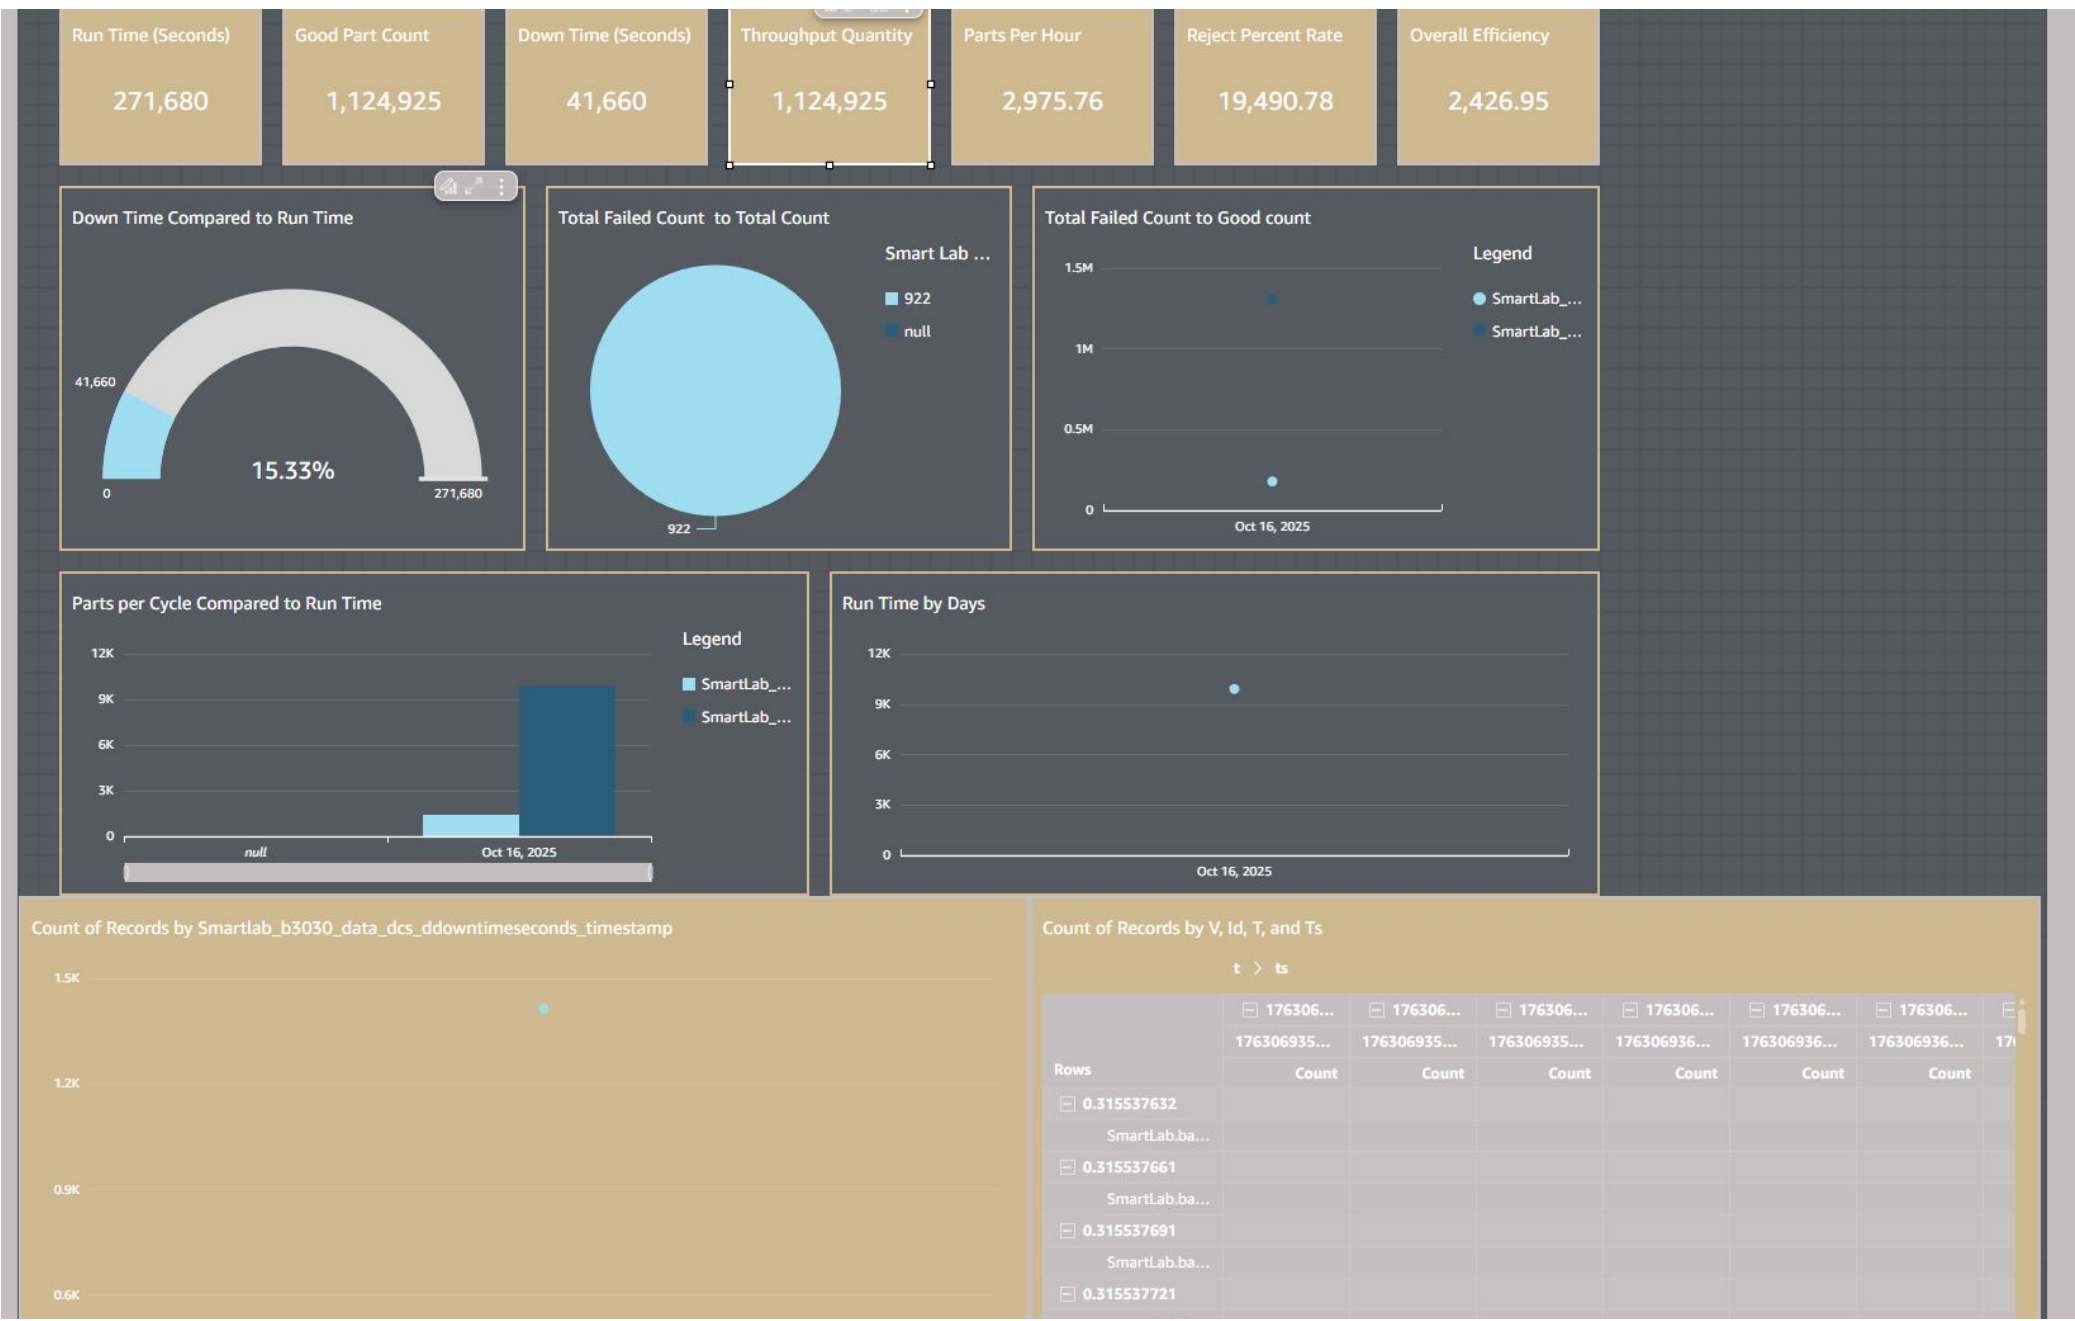 Run Time (Seconds)
271,680
Good Part Count
1,124,925
Down Time (Seconds)
41,660
Throughput Quantity
1,124,925
Parts Per Hour
2,975.76
Reject Percent Rate
19,490.78
Overall Efficiency
2,426.95
Down Time Compared to Run Time
41,660
15.33%
0
271,680
Total Failed Count to Total Count
Smart Lab ...
922
null
922
Total Failed Count to Good count
Legend
SmartLab_...
SmartLab_...
1.5M
1M
0.5M
0
Oct 16, 2025
Parts per Cycle Compared to Run Time
Legend
SmartLab_...
SmartLab_...
12K
9K
6K
3K
0
null
Oct 16, 2025
Run Time by Days
12K
9K
6K
3K
0
Oct 16, 2025
Count of Records by Smartlab_b3030_data_dcs_ddowntimeseconds_timestamp
1.5K
1.2K
0.9K
0.6K
Count of Records by V, Id, T, and Ts
t > ts
176306... 176306... 176306... 176306... 176306... 176306...
176306935... 176306935... 176306935... 176306936... 176306936... 176306936...
Rows Count Count Count Count Count Count
0.315537632
SmartLab.ba...
0.315537661
SmartLab.ba...
0.315537691
SmartLab.ba...
0.315537721